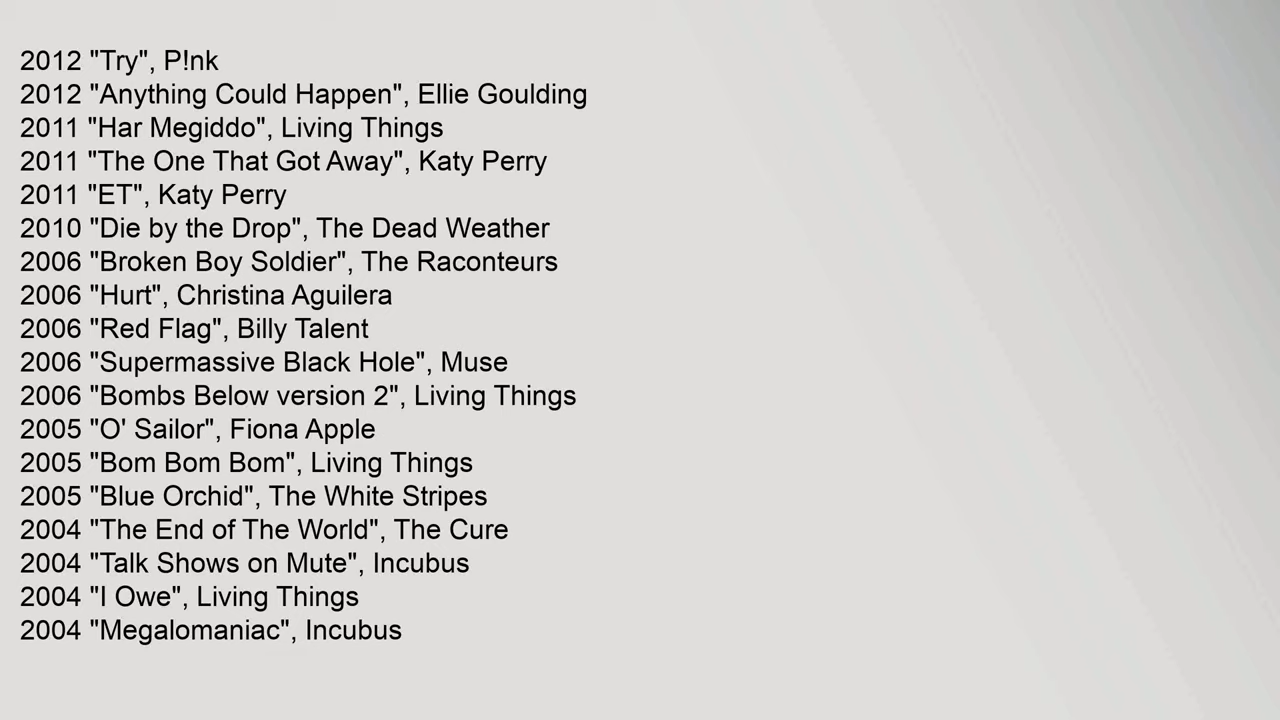 2012 "Try", P!nk
2012 "Anything Could Happen", Ellie Goulding
2011 "Har Megiddo", Living Things
2011 "The One That Got Away", Katy Perry
2011 "ET", Katy Perry
2010 "Die by the Drop", The Dead Weather
2006 "Broken Boy Soldier", The Raconteurs
2006 "Hurt", Christina Aguilera
2006 "Red Flag", Billy Talent
2006 "Supermassive Black Hole", Muse
2006 "Bombs Below version 2", Living Things
2005 "O' Sailor", Fiona Apple
2005 "Bom Bom Bom", Living Things
2005 "Blue Orchid", The White Stripes
2004 "The End of The World", The Cure
2004 "Talk Shows on Mute", Incubus
2004 "I Owe", Living Things
2004 "Megalomaniac", Incubus